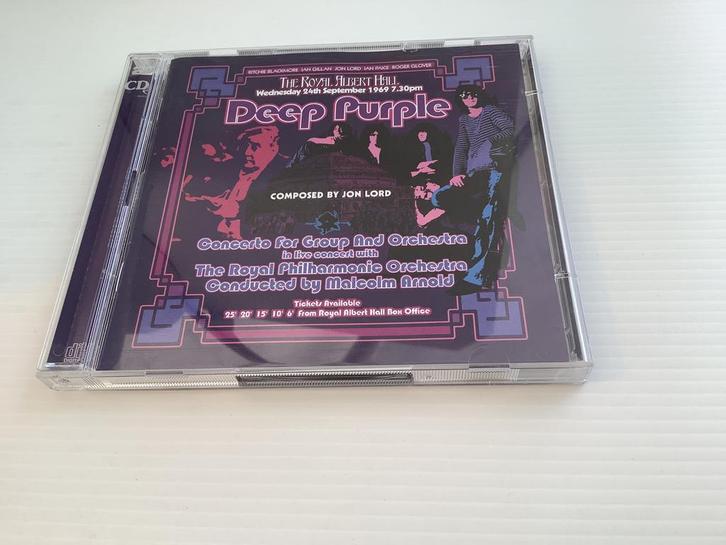 CD
RITCHIE BLACKMORE IAN GILLAN JON LORD IAN PAICE ROGER GLOVER
The Royal Albert Hall
Wednesday 24th September 1969 7.30pm
Deep Purple
COMPOSED BY JON LORD
Concerto For Group And Orchestra
in live concert with
The Royal Philharmonic Orchestra
Conducted by Malcolm Arnold
Tickets Available
25' 20' 15' 10' 6' From Royal Albert Hall Box Office